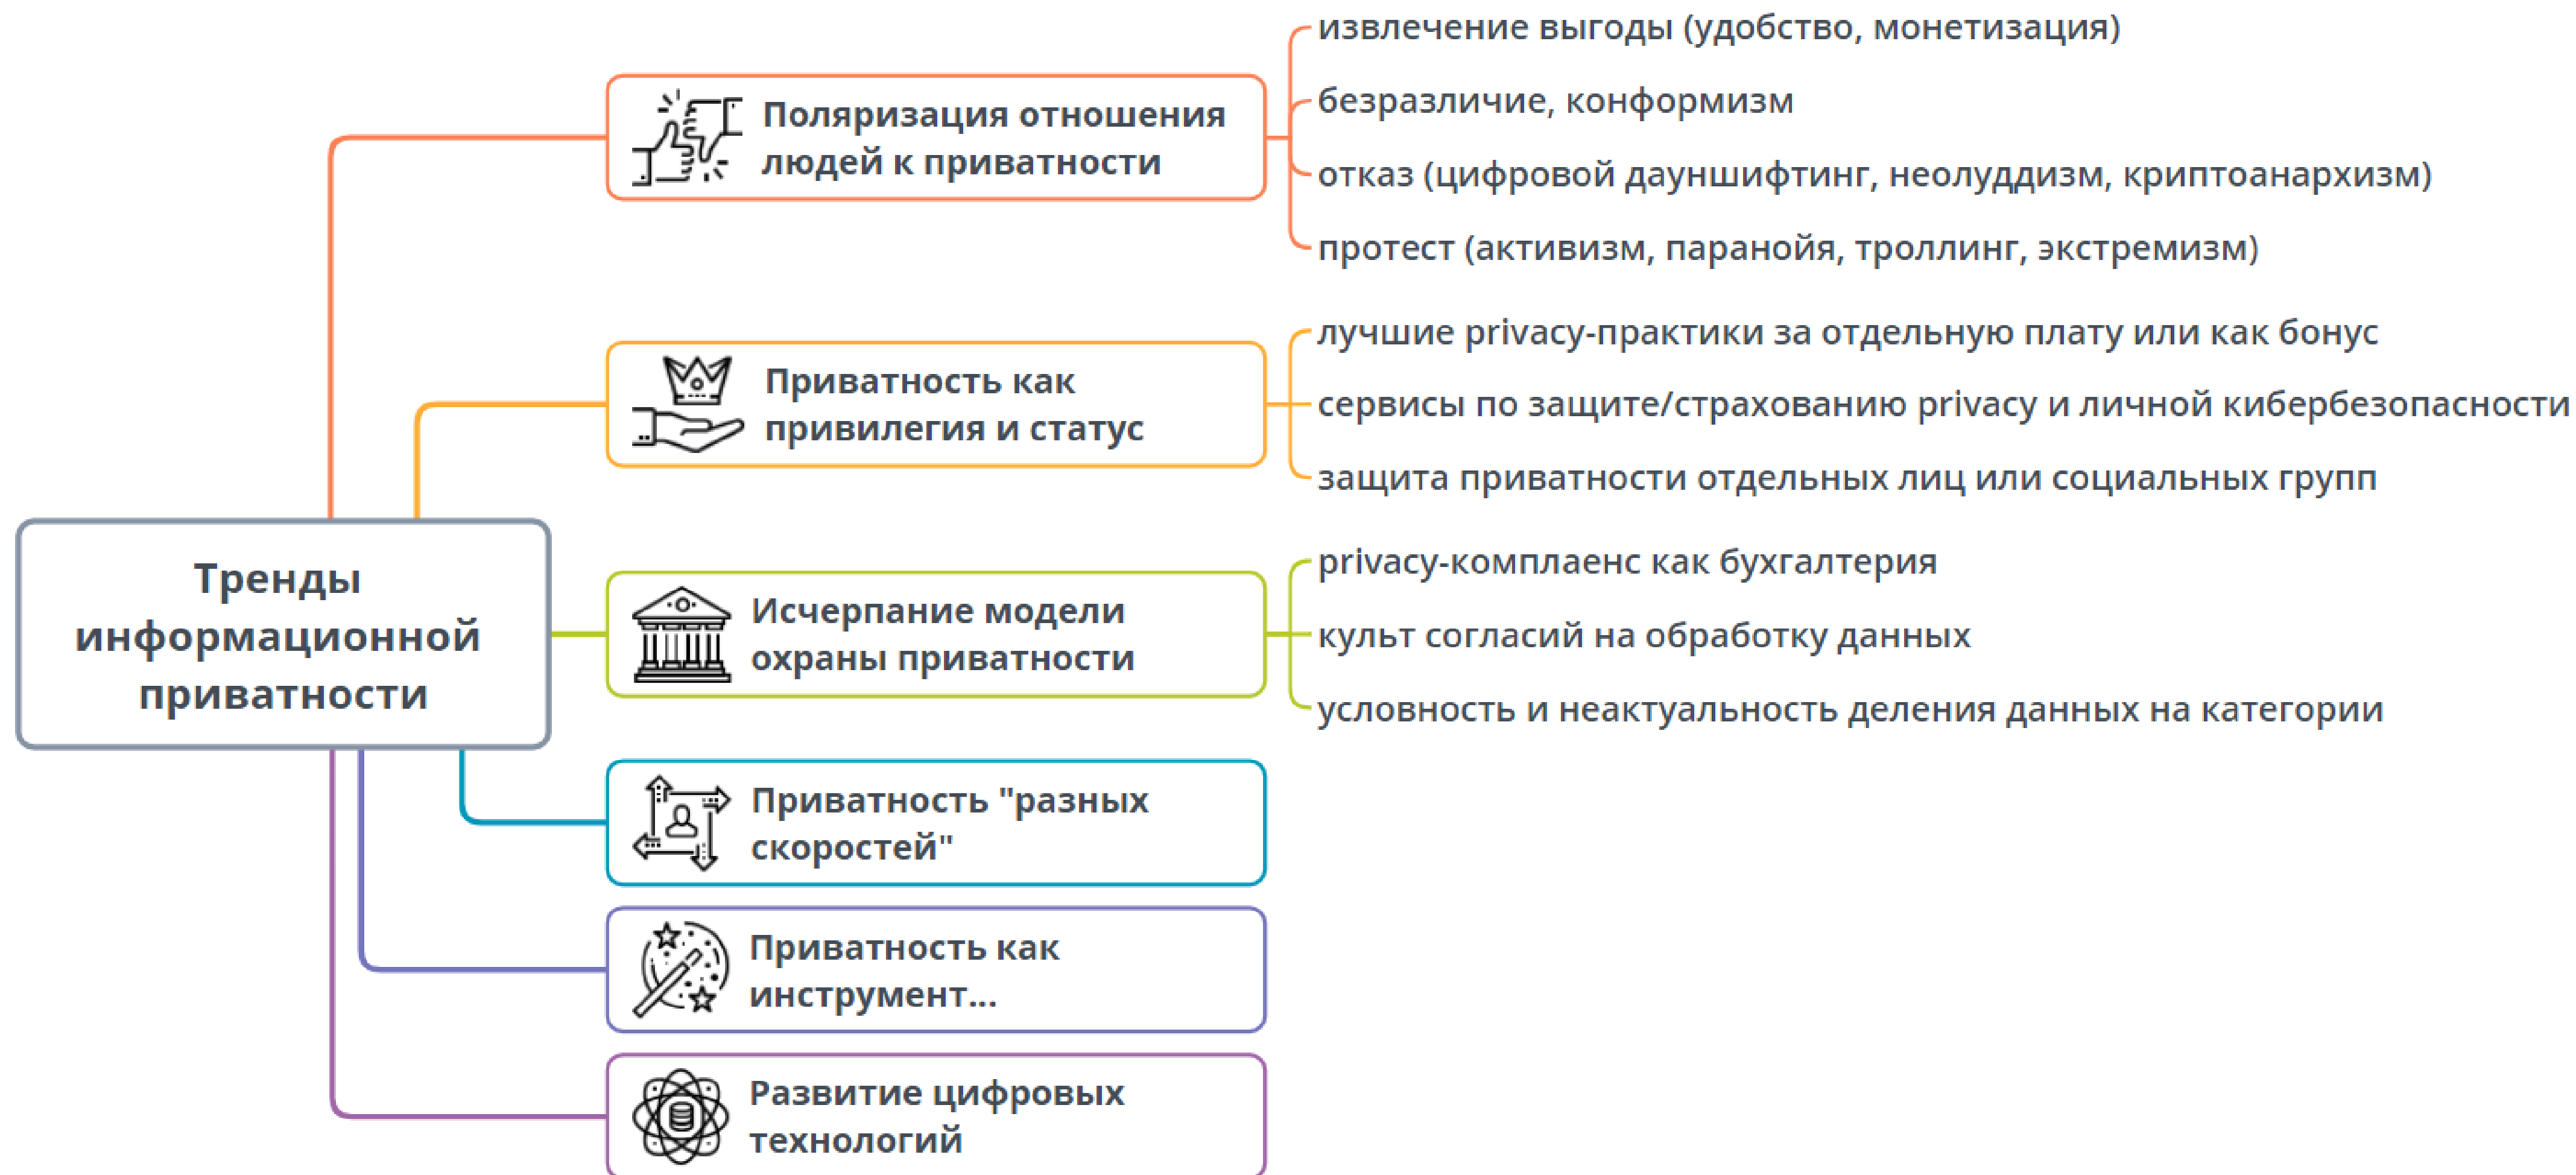 Тренды
информационной
приватности
Поляризация отношения
людей к приватности
извлечение выгоды (удобство, монетизация)
безразличие, конформизм
отказ (цифровой дауншифтинг, неолуддизм, криптоанархизм)
протест (активизм, паранойя, троллинг, экстремизм)
Приватность как
привилегия и статус
лучшие privacy-практики за отдельную плату или как бонус
сервисы по защите/страхованию privacy и личной кибербезопасности
защита приватности отдельных лиц или социальных групп
Исчерпание модели
охраны приватности
privacy-комплаенс как бухгалтерия
культ согласий на обработку данных
условность и неактуальность деления данных на категории
Приватность "разных
скоростей"
Приватность как
инструмент...
Развитие цифровых
технологий